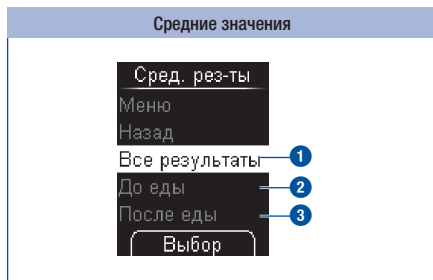 Средние значения
Сред. рез-ты
Меню
Назад
Все результаты 1
До еды 2
После еды 3
Выбор